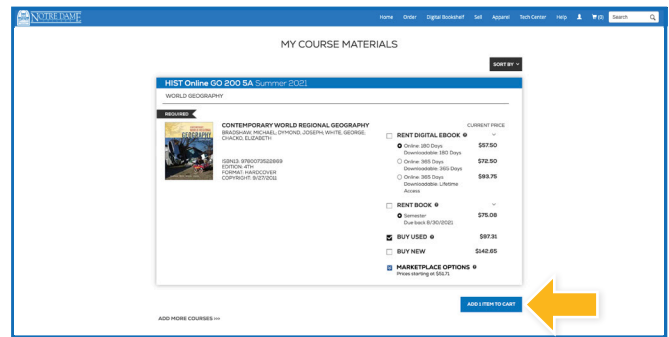 NOTRE DAME
Home Order Digital Bookshelf Sell Apparel Tech Center Help (0) Search
MY COURSE MATERIALS
SORT BY
HIST Online GO 200 5A Summer 2021
WORLD GEOGRAPHY
REQUIRED
CONTEMPORARY WORLD REGIONAL GEOGRAPHY
BRADSHAW, MICHAEL, DYMOND, JOSEPH, WHITE, GEORGE,
CHACKO, ELIZABETH
ISBN13: 9780073522869
EDITION: 4TH
FORMAT: HARDCOVER
COPYRIGHT: 9/27/2011
GEOGRAPHY
CURRENT PRICE
RENT DIGITAL EBOOK
Online: 180 Days $57.50
Downloadable: 180 Days
Online: 365 Days $72.50
Downloadable: 365 Days
Online: 365 Days $93.75
Downloadable: Lifetime
Access
RENT BOOK
Semester $75.08
Due back 8/30/2021
BUY USED $97.31
BUY NEW $142.65
MARKETPLACE OPTIONS
Prices starting at $51.71
ADD 1 ITEM TO CART
ADD MORE COURSES >>